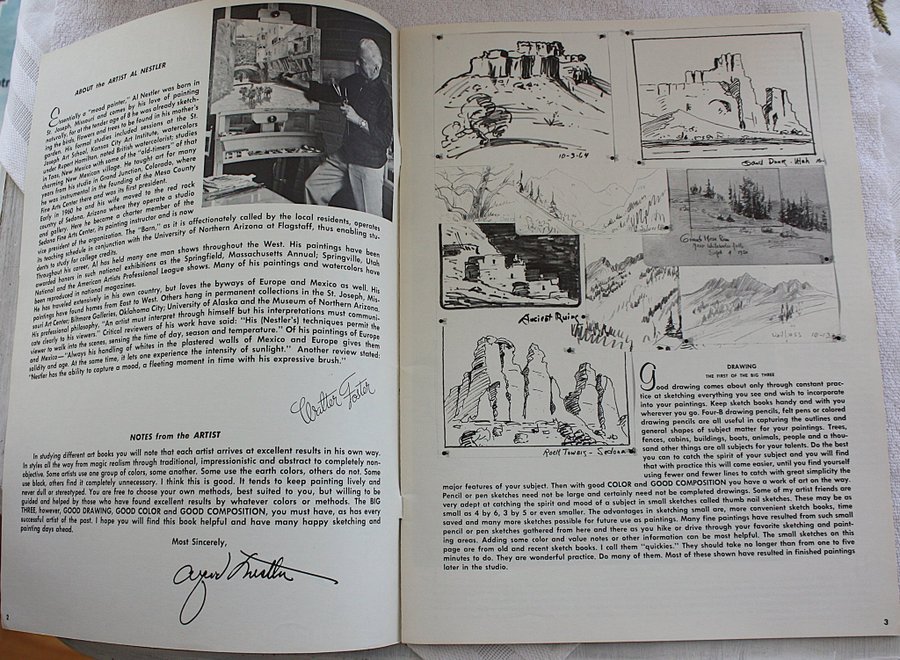 ABOUT the ARTIST AL NESTLER
Essentially a "mood painter," Al Nestler was born in
St. Joseph, Missouri and comes by his love of painting
naturally, for at the tender age of 8 he was already sketch-
ing the birds, flowers and trees to be found in his mother's
garden. His formal studies included sessions at the St.
Joseph Art School, Kansas City Art Institute, watercolors
under Rupert Hamilton, noted British watercolorist; studies
in Taos, New Mexico with some of the "old-timers" of that
charming New Mexican village. He taught art for many
years from his studio in Grand Junction, Colorado, where
he was instrumental in the founding of the Mesa County
Fine Arts Center there and was its first president.
Early in 1960 he and his wife moved to the red rock
country of Sedona, Arizona where they operate a studio
and gallery. Here he became a charter member of the
Sedona Fine Arts Center, its painting instructor and is now
vice president of the organization. The "Barn," as it is affectionately called by the local residents, operates
its teaching schedule in conjunction with the University of Northern Arizona at Flagstaff, thus enabling stu-
dents to study for college credits.
Throughout his career, Al has held many one man shows throughout the West. His paintings have been
awarded honors in such national exhibitions as the Springfield, Massachusetts Annual; Springville, Utah
National and the American Artists Professional League shows. Many of his paintings and watercolors have
been reproduced in national magazines.
He has traveled extensively in his own country, but loves the byways of Europe and Mexico as well. His
paintings have found homes from East to West. Others hang in permanent collections in the St. Joseph, Mis-
souri Art Center; Bitmore Galleries, Oklahoma City; University of Alaska and the Museum of Northern Arizona.
His professional philosophy, "An artist must interpret through himself but his interpretations must communi-
cate clearly to his viewers." Critical reviewers of his work have said: "His (Nestler's) techniques permit the
viewer to walk into the scenes, sensing the time of day, season and temperature." Of his paintings of Europe
and Mexico—"Always his handling of whites in the plastered walls of Mexico and Europe gives them
solidity and age. At the same time, it lets one experience the intensity of sunlight." Another review stated:
"Nestler has the ability to capture a mood, a fleeting moment in time with his expressive brush."
Walter Foster
NOTES from the ARTIST
In studying different art books you will note that each artist arrives at excellent results in his own way.
In styles all the way from magic realism through traditional, impressionistic and abstract to completely non-
objective. Some artists use one group of colors, some another. Some use the earth colors, others do not. Some
use black, others find it completely unnecessary. I think this is good. It tends to keep painting lively and
never dull or stereotyped. You are free to choose your own methods, best suited to you, but willing to be
guided and helped by those who have found excellent results by whatever colors or methods. The BIG
THREE, however, GOOD DRAWING, GOOD COLOR and GOOD COMPOSITION, you must have, as has every
successful artist of the past. I hope you will find this book helpful and have many happy sketching and
painting days ahead.
Most Sincerely,
2
10-3-64
Utah
Ancient Ruins
Rock Towers - Sedona
10-3
DRAWING
THE FIRST OF THE BIG THREE
Good drawing comes about only through constant prac-
tice at sketching everything you see and wish to incorporate
into your paintings. Keep sketch books handy and with you
wherever you go. Four-B drawing pencils, felt pens or colored
drawing pencils are all useful in capturing the outlines and
general shapes of subject matter for your paintings. Trees,
fences, cabins, buildings, boats, animals, people and a thou-
sand other things are all subjects for your talents. Do the best
you can to catch the spirit of your subject and you will find
that with practice this will come easier, until you find yourself
using fewer and fewer lines to catch with great simplicity the
major features of your subject. Then with good COLOR and GOOD COMPOSITION you have a work of art on the way.
Pencil or pen sketches need not be large and certainly need not be completed drawings. Some of my artist friends are
very adept at catching the spirit and mood of a subject in small sketches called thumb nail sketches. These may be as
small as 4 by 6, 3 by 5 or even smaller. The advantages in sketching small are, more convenient sketch books, time
saved and many more sketches possible for future use as paintings. Many fine paintings have resulted from such small
pencil or pen sketches gathered from here and there as you hike or drive through your favorite sketching and paint-
ing areas. Adding some color and value notes or other information can be most helpful. The small sketches on this
page are from old and recent sketch books. I call them "quickies." They should take no longer than from one to five
minutes to do. They are wonderful practice. Do many of them. Most of these shown have resulted in finished paintings
later in the studio.
3